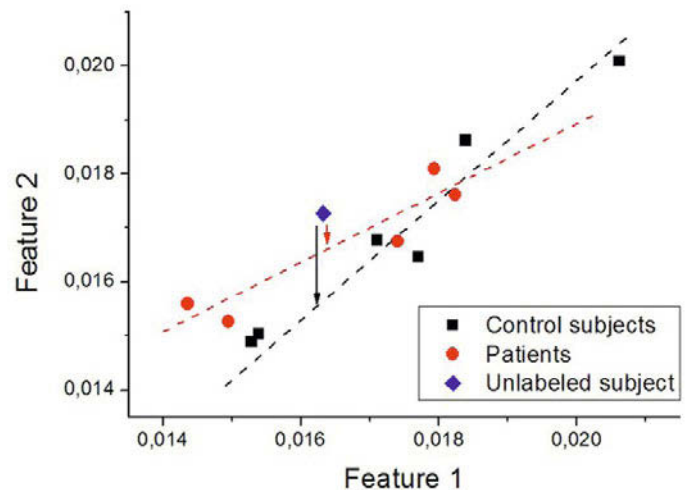 0,020
0,018
0,016
0,014
Feature 2
Control subjects
Patients
Unlabeled subject
0,014 0,016 0,018 0,020
Feature 1